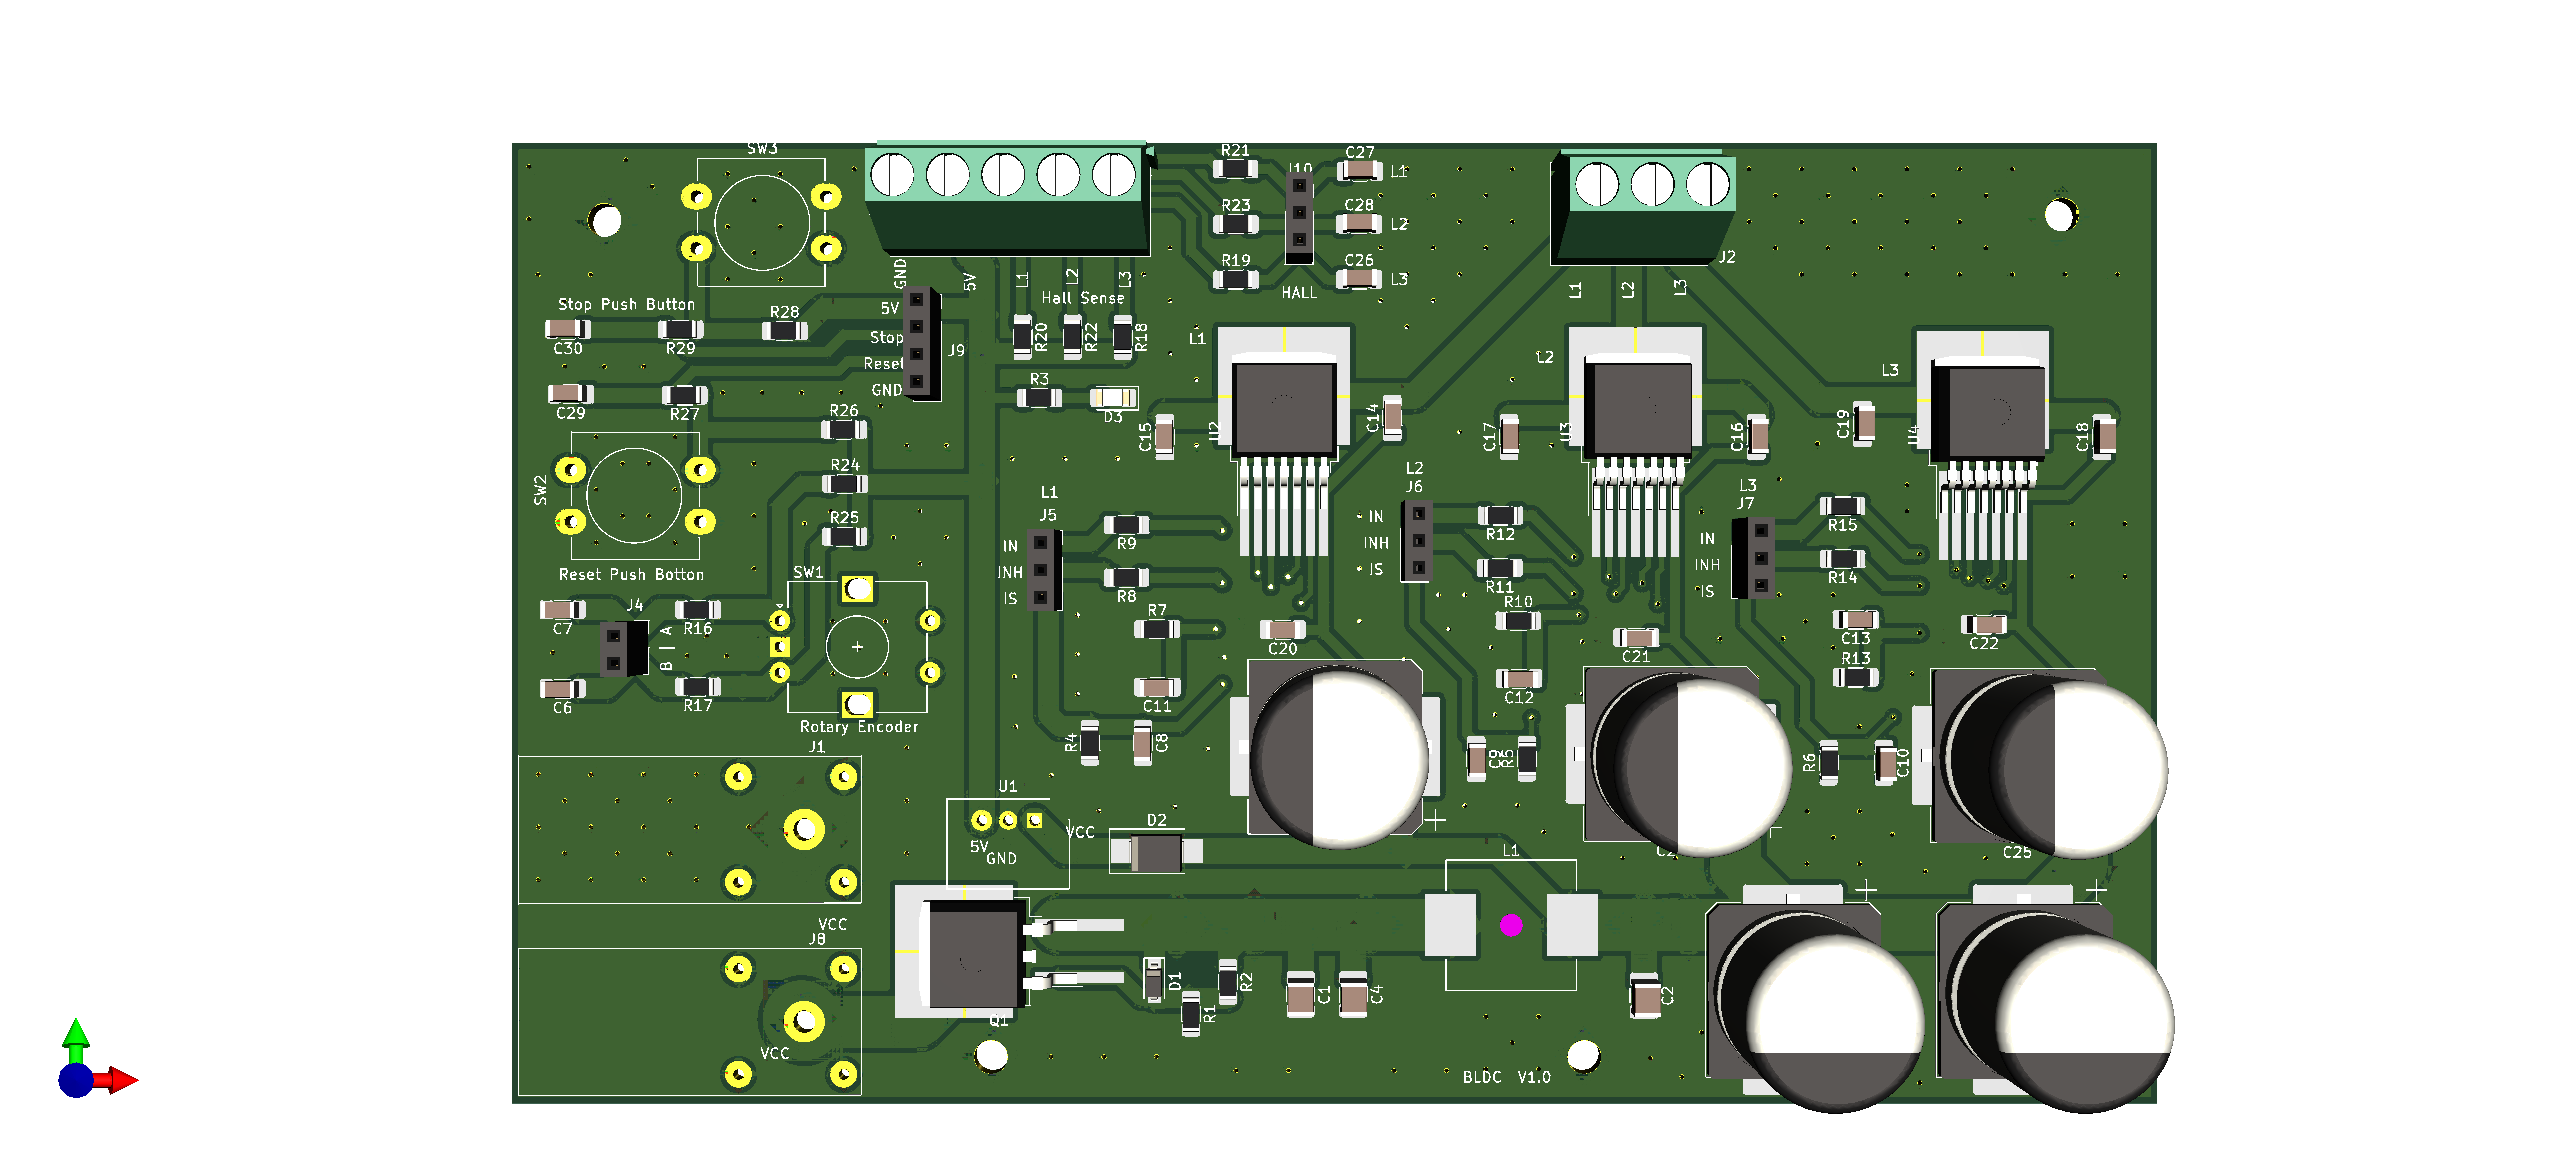 SW3
R21
J10
C27
L1
R23
C28
L2
R19
C26
L3
HALL
J2
L1
L2
L3
GND
5V
L1
L2
L3
Hall Sense
Stop Push Button
5V
Stop
Reset
GND
J9
R28
C30
R29
R20
R22
R18
C29
R27
R26
R3
D3
L1
L2
L3
C15
U2
C14
C17
U3
C16
C19
U4
C18
SW2
R24
R25
Reset Push Botton
L1
J5
IN
INH
IS
R9
R8
L2
J6
IN
INH
IS
R12
R11
L3
J7
IN
INH
IS
R15
R14
SW1
J4
C7
R16
A
B
C6
R17
Rotary Encoder
R7
C20
C11
R10
C21
C12
C13
C22
R13
R4
C8
C9
R5
R6
C10
J1
U1
VCC
5V
GND
D2
L1
C25
VCC
J8
VCC
Q1
D1
R2
R1
C1
C4
C2
BLDC V1.0